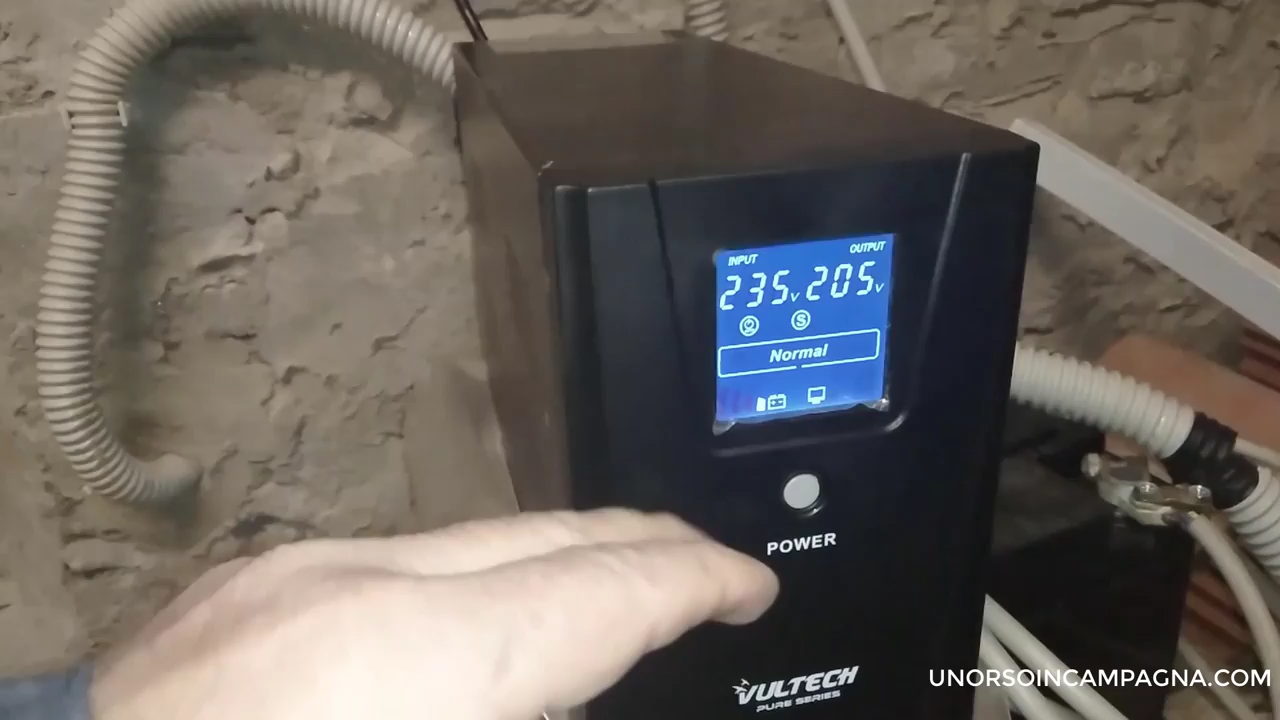 INPUT OUTPUT
235v 205v
S
Normal
POWER
VULTECH
PURE SERIES
UNORSOINCAMPAGNA.COM